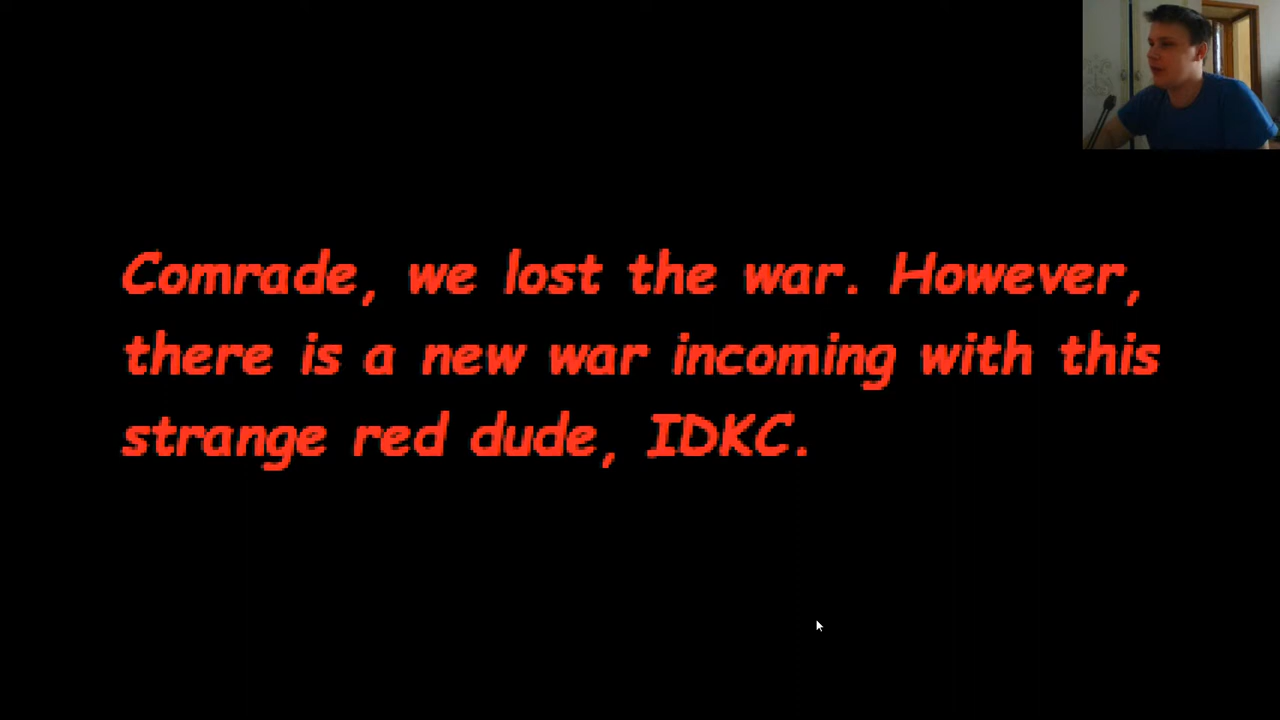 Comrade, we lost the war. However,
there is a new war incoming with this
strange red dude, IDKC.